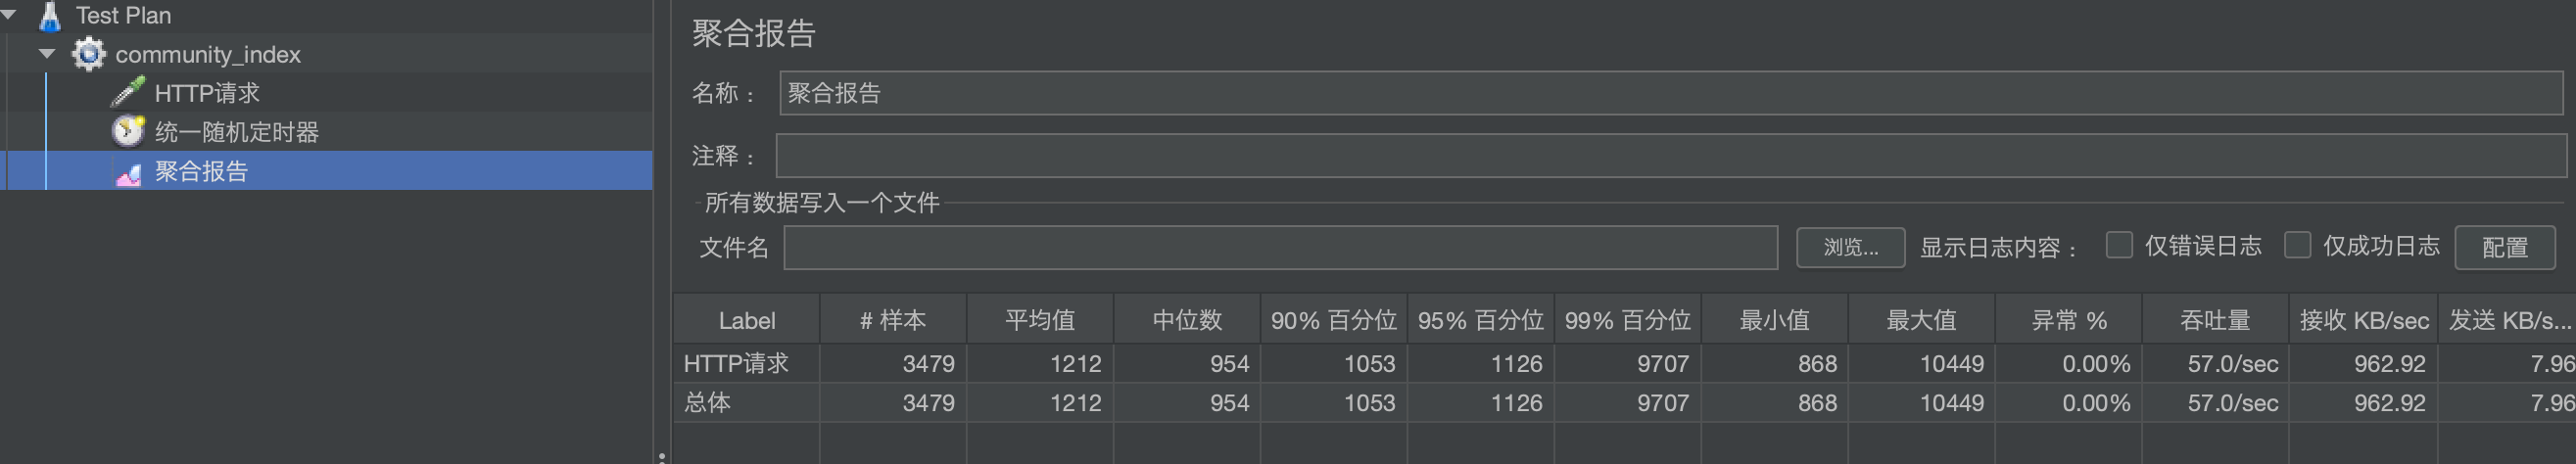 Test Plan
community_index
HTTP请求
统一随机定时器
聚合报告
聚合报告
名称： 聚合报告
注释：
所有数据写入一个文件
文件名 浏览... 显示日志内容： 仅错误日志 仅成功日志 配置
Label # 样本 平均值 中位数 90% 百分位 95% 百分位 99% 百分位 最小值 最大值 异常 % 吞吐量 接收 KB/sec 发送 KB/s...
HTTP请求 3479 1212 954 1053 1126 9707 868 10449 0.00% 57.0/sec 962.92 7.96
总体 3479 1212 954 1053 1126 9707 868 10449 0.00% 57.0/sec 962.92 7.96